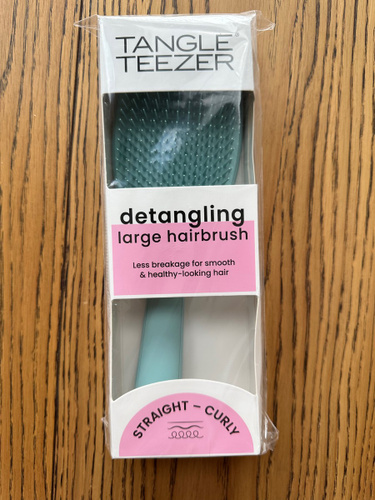 TANGLE
TEEZER
detangling
large hairbrush
Less breakage for smooth
& healthy-looking hair
STRAIGHT – CURLY